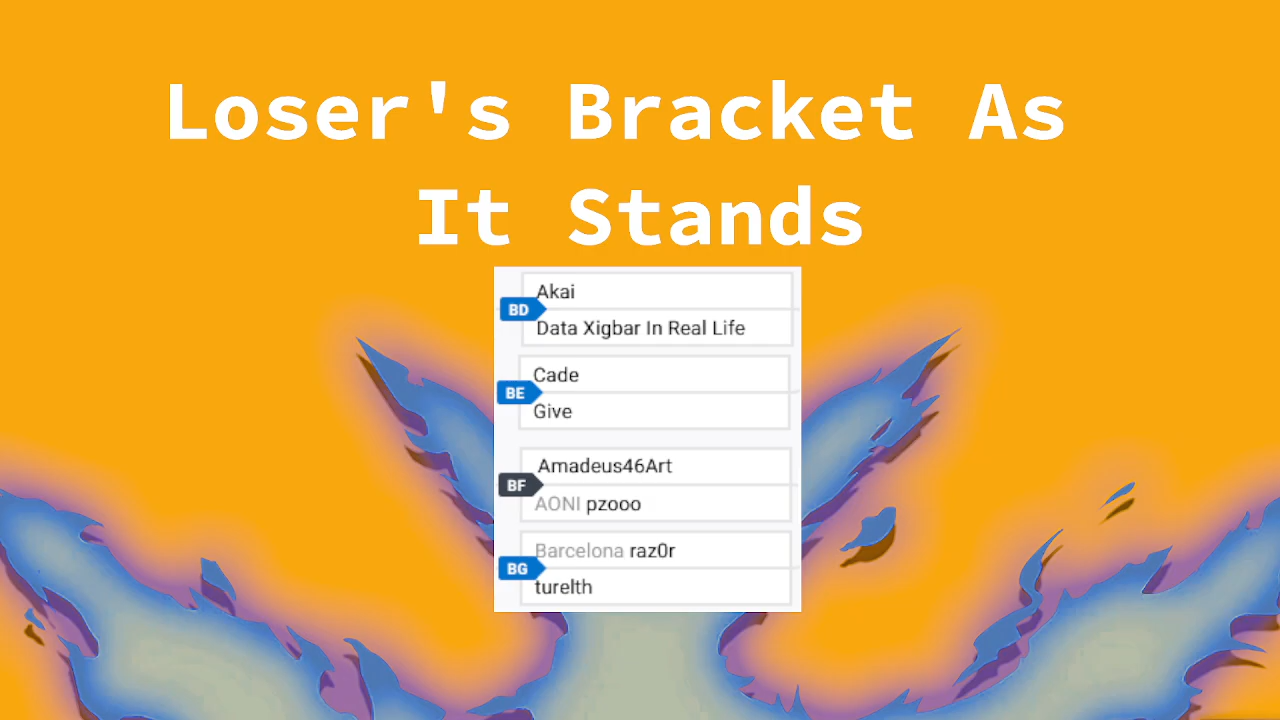 Loser's Bracket As
It Stands
Akai
BD
Data Xigbar In Real Life
Cade
BE
Give
Amadeus46Art
BF
AONI pzooo
Barcelona raz0r
BG
turelth